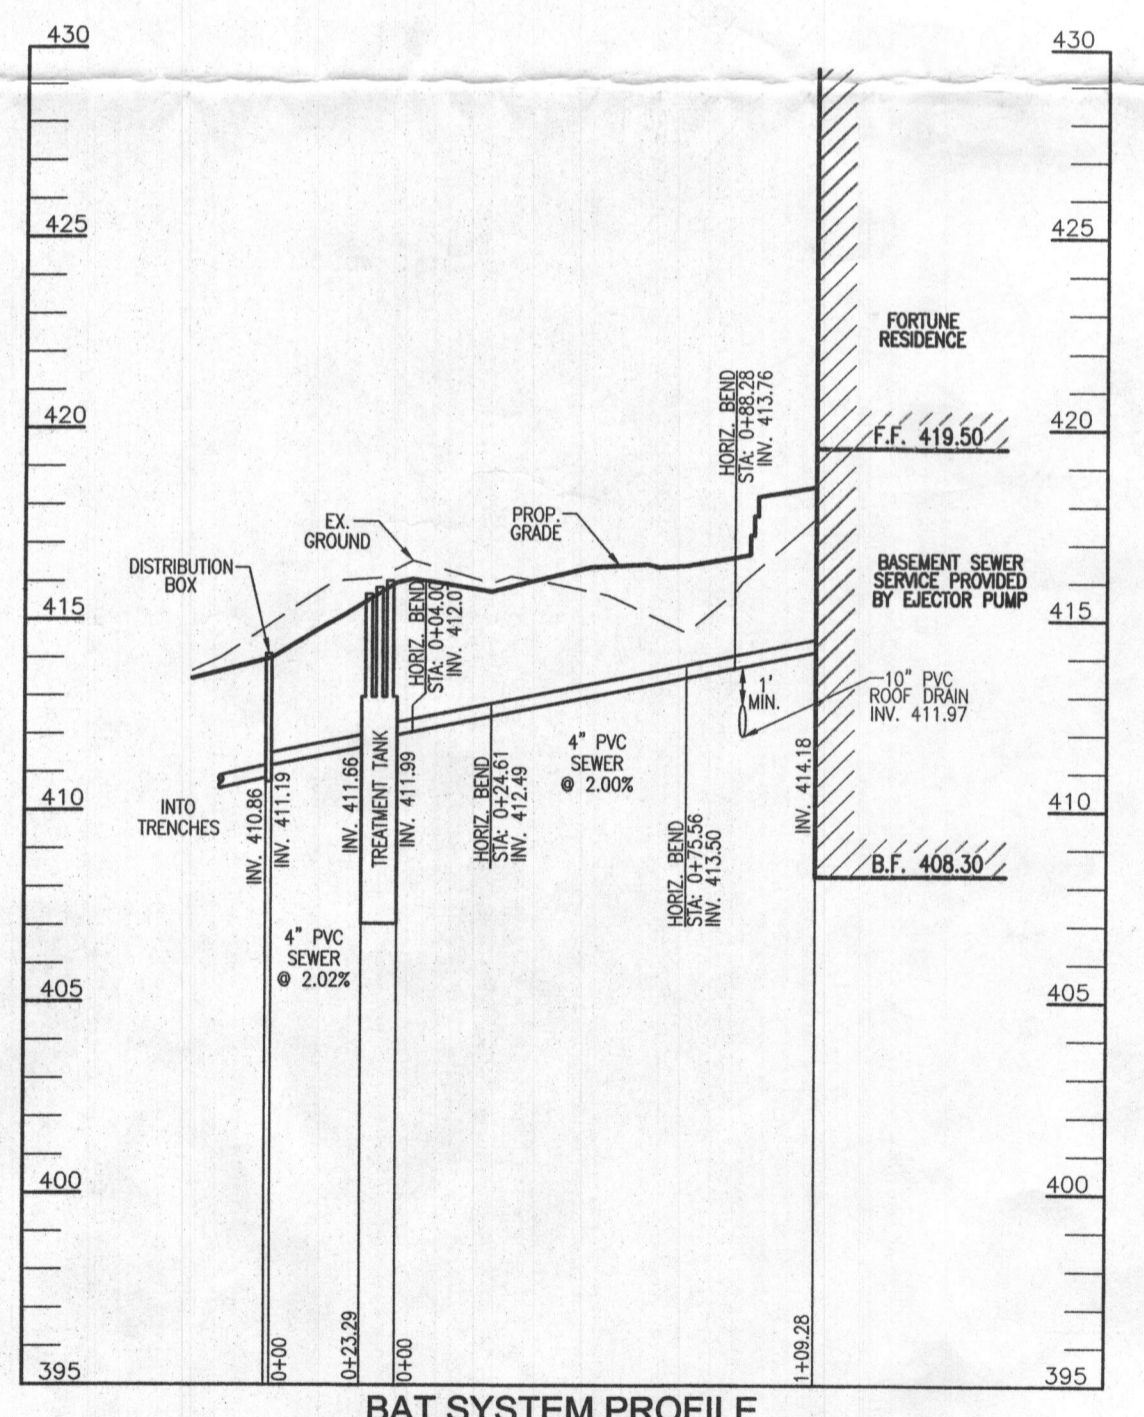 430
430
425
425
FORTUNE
RESIDENCE
HORIZ. BEND
STA: 0+88.28
INV. 413.76
420
420
F.F. 419.50
EX.
GROUND
PROP.
GRADE
DISTRIBUTION
BOX
BASEMENT SEWER
SERVICE PROVIDED
BY EJECTOR PUMP
415
415
HORIZ. BEND
STA: 0+04.00
INV. 412.07
1'
MIN.
10" PVC
ROOF DRAIN
INV. 411.97
4" PVC
SEWER
@ 2.00%
INTO
TRENCHES
410
410
INV. 410.86
INV. 411.19
INV. 411.66
TREATMENT TANK
INV. 411.99
HORIZ. BEND
STA: 0+24.61
INV. 412.49
HORIZ. BEND
STA: 0+75.56
INV. 413.50
INV. 414.18
B.F. 408.30
4" PVC
SEWER
@ 2.02%
405
405
400
400
0+00
0+23.29
0+00
1+09.28
395
395
BAT SYSTEM PROFILE